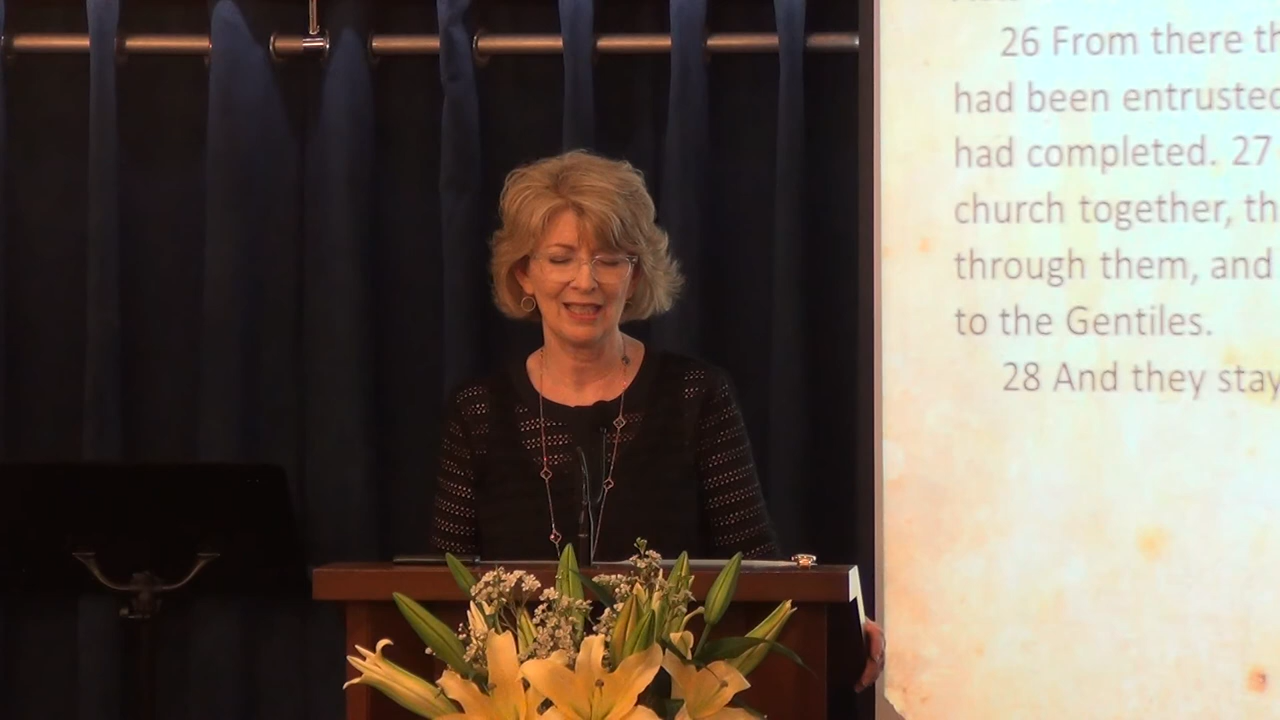 26 From there th
had been entrusted
had completed. 27
church together, th
through them, and
to the Gentiles.
28 And they stay